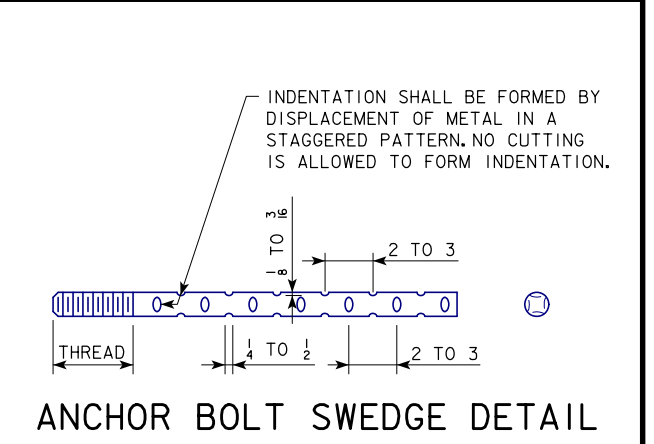 INDENTATION SHALL BE FORMED BY
DISPLACEMENT OF METAL IN A
STAGGERED PATTERN. NO CUTTING
IS ALLOWED TO FORM INDENTATION.
1/8 TO 3/16
2 TO 3
THREAD
1/4 TO 1/2
2 TO 3
ANCHOR BOLT SWEDGE DETAIL